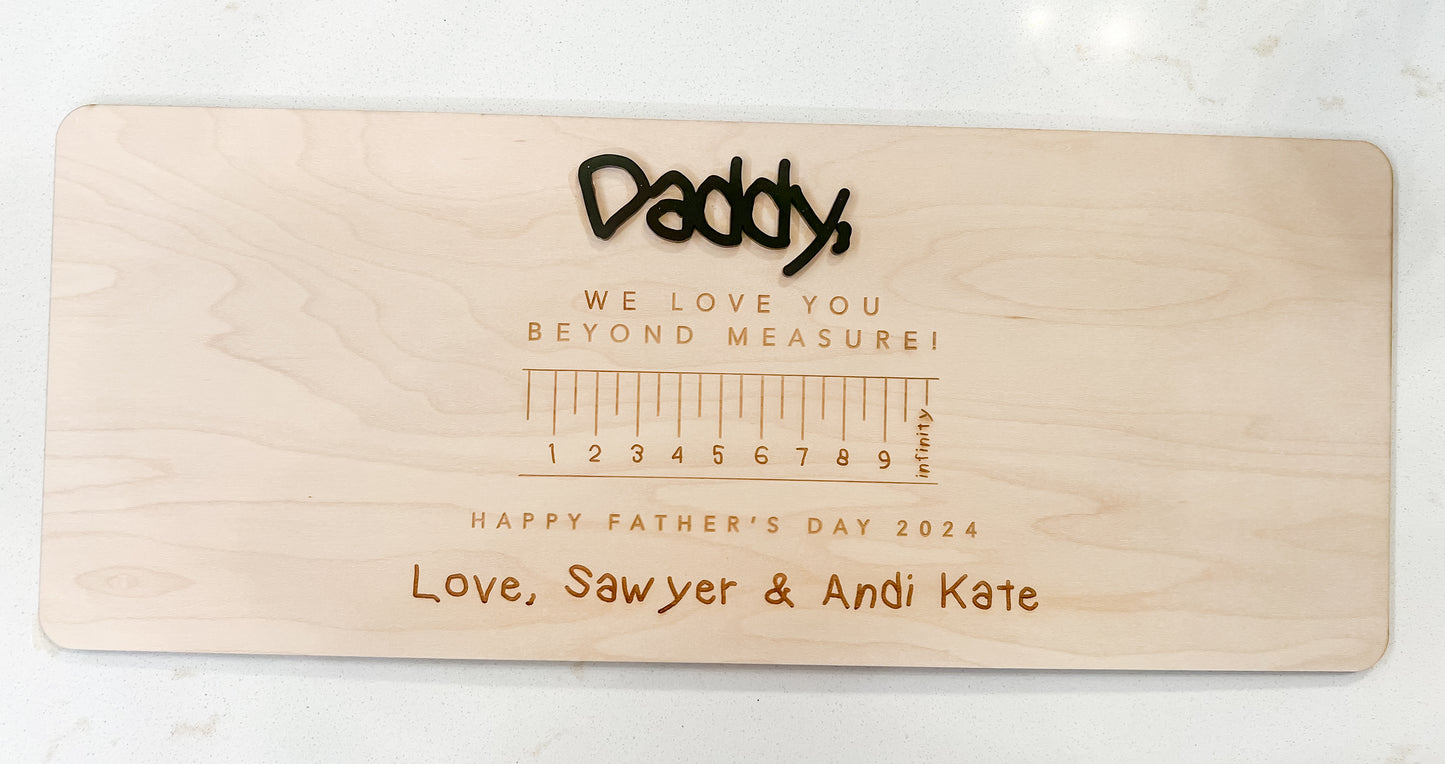 Daddy,
WE LOVE YOU
BEYOND MEASURE!
1 2 3 4 5 6 7 8 9 infinity
HAPPY FATHER'S DAY 2024
Love, Sawyer & Andi Kate